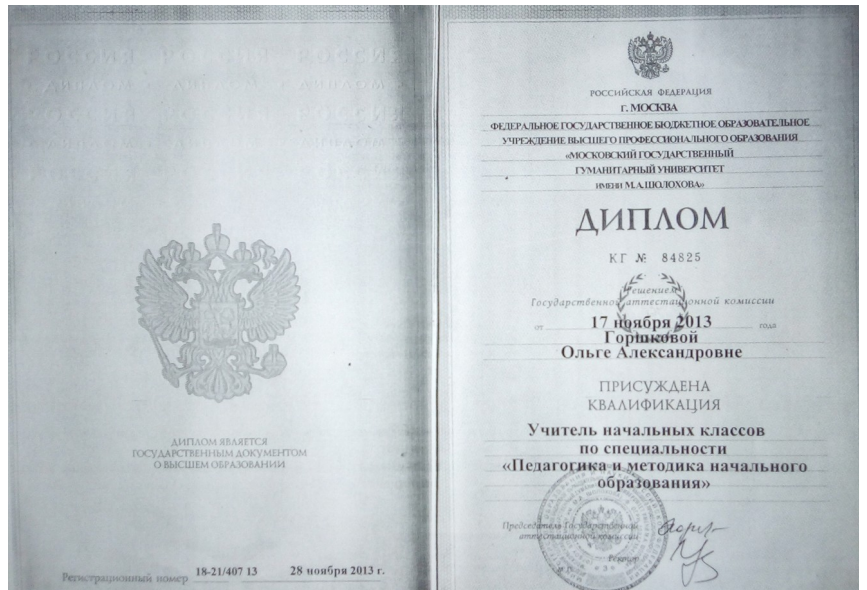 ДИПЛОМ ЯВЛЯЕТСЯ
ГОСУДАРСТВЕННЫМ ДОКУМЕНТОМ
О ВЫСШЕМ ОБРАЗОВАНИИ
Регистрационный номер 18-21/407 13 28 ноября 2013 г.
РОССИЙСКАЯ ФЕДЕРАЦИЯ
г. МОСКВА
ФЕДЕРАЛЬНОЕ ГОСУДАРСТВЕННОЕ БЮДЖЕТНОЕ ОБРАЗОВАТЕЛЬНОЕ
УЧРЕЖДЕНИЕ ВЫСШЕГО ПРОФЕССИОНАЛЬНОГО ОБРАЗОВАНИЯ
«МОСКОВСКИЙ ГОСУДАРСТВЕННЫЙ
ГУМАНИТАРНЫЙ УНИВЕРСИТЕТ
ИМЕНИ М.А.ШОЛОХОВА»
ДИПЛОМ
КГ № 84825
Решением
Государственной аттестационной комиссии
от 17 ноября 2013 года
Горшковой
Ольге Александровне
ПРИСУЖДЕНА
КВАЛИФИКАЦИЯ
Учитель начальных классов
по специальности
«Педагогика и методика начального
образования»
Председатель Государственной
аттестационной комиссии
Ректор
М.П.